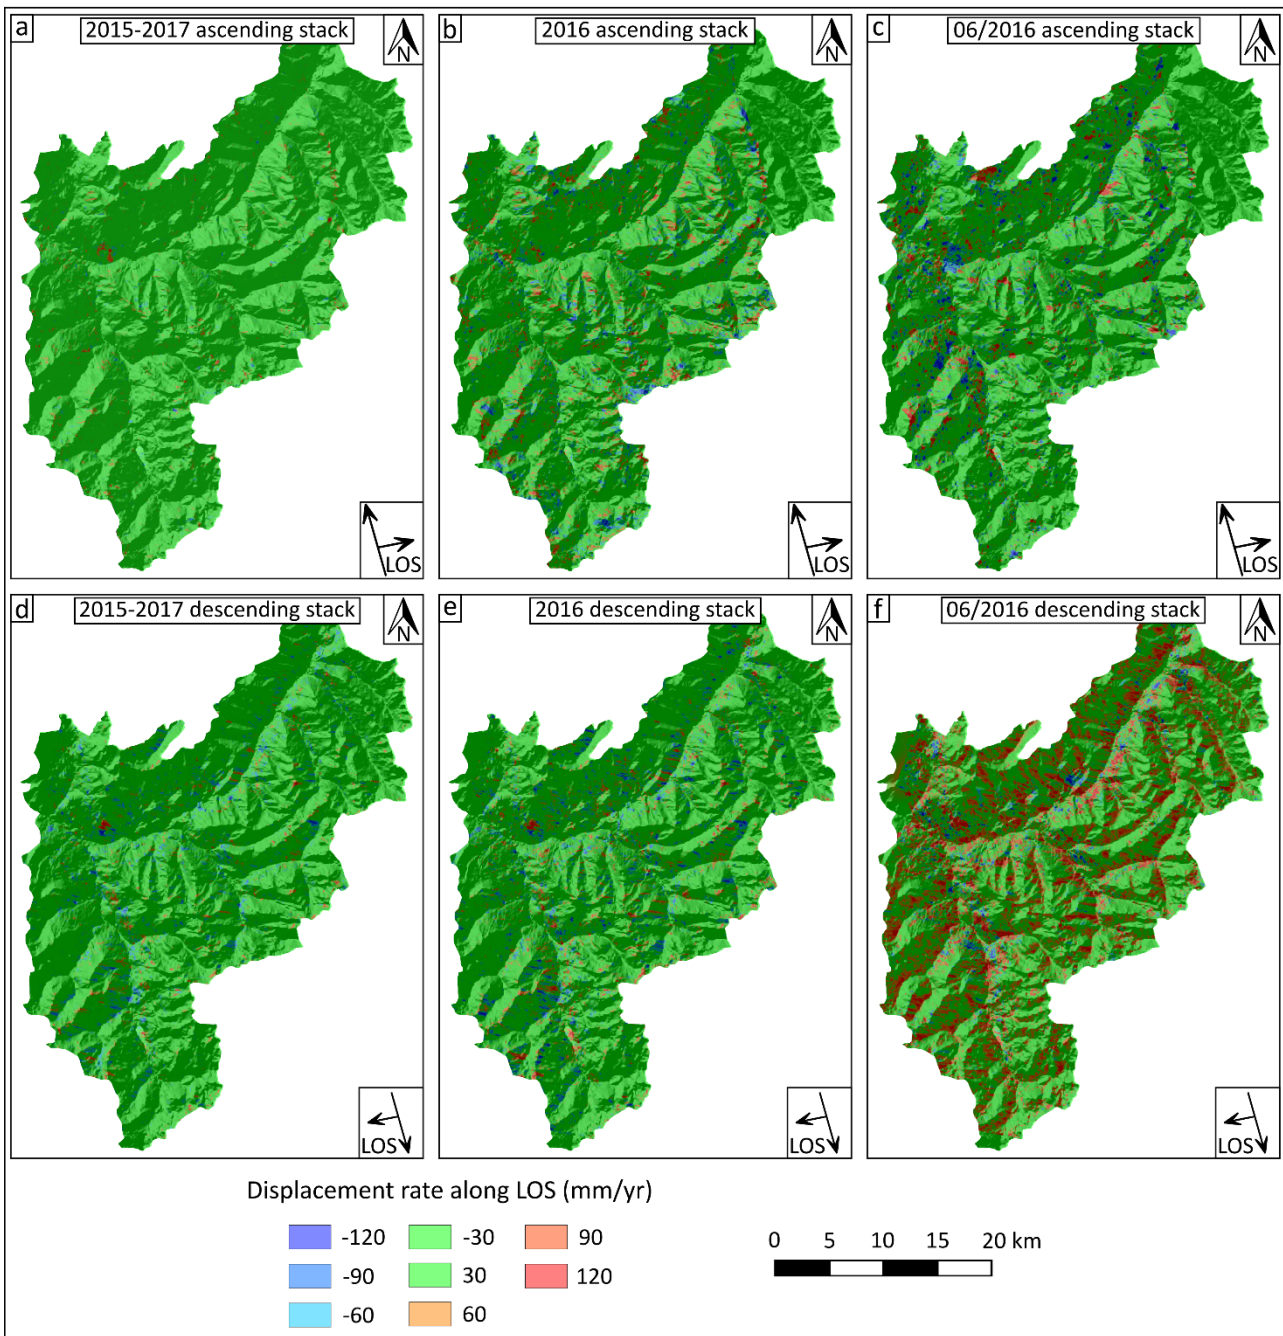 a 2015-2017 ascending stack N
LOS
b 2016 ascending stack N
LOS
c 06/2016 ascending stack N
LOS
d 2015-2017 descending stack N
LOS
e 2016 descending stack N
LOS
f 06/2016 descending stack N
LOS
Displacement rate along LOS (mm/yr)
-120 -30 90
-90 30 120
-60 60
0 5 10 15 20 km